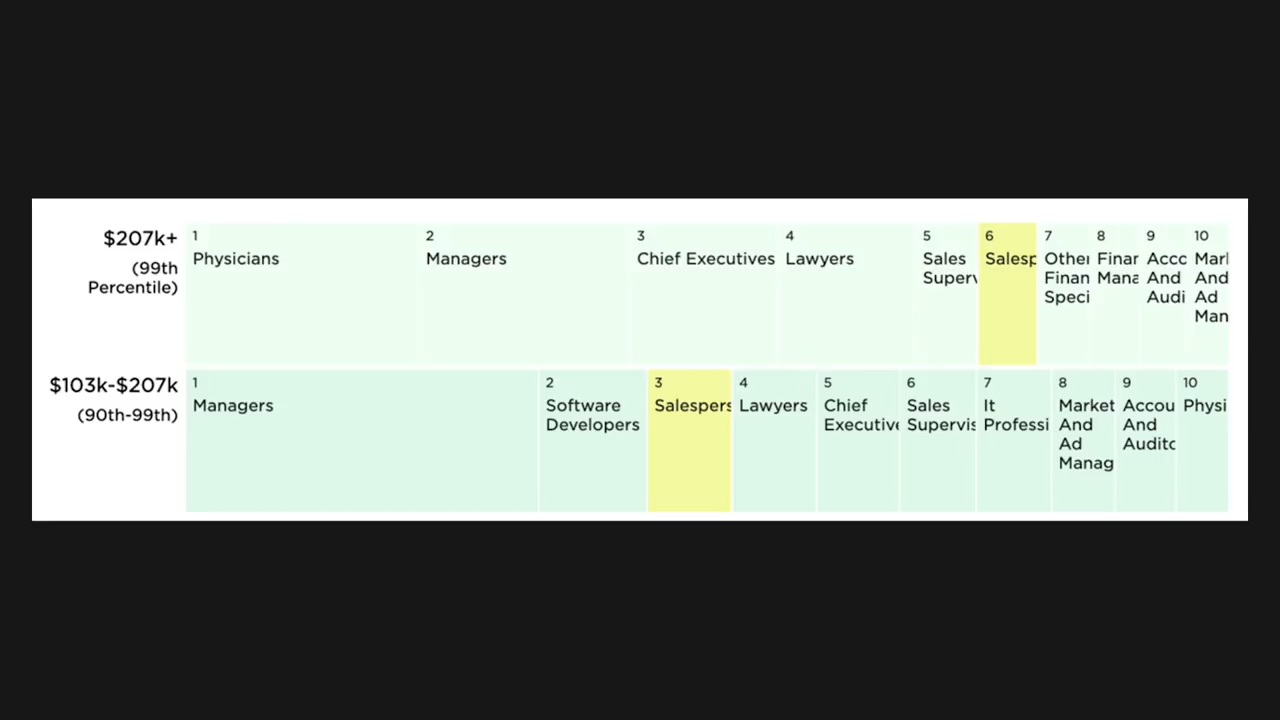 $207k+
(99th
Percentile)
1
Physicians
2
Managers
3
Chief Executives
4
Lawyers
5
Sales
Superv
6
Salesp
7
Other
Finan
Speci
8
Finar
Mana
9
Acco
And
Audi
10
Marl
And
Ad
Man
$103k-$207k
(90th-99th)
1
Managers
2
Software
Developers
3
Salespers
4
Lawyers
5
Chief
Executive
6
Sales
Supervis
7
It
Professi
8
Market
And
Ad
Manag
9
Accou
And
Audito
10
Physi